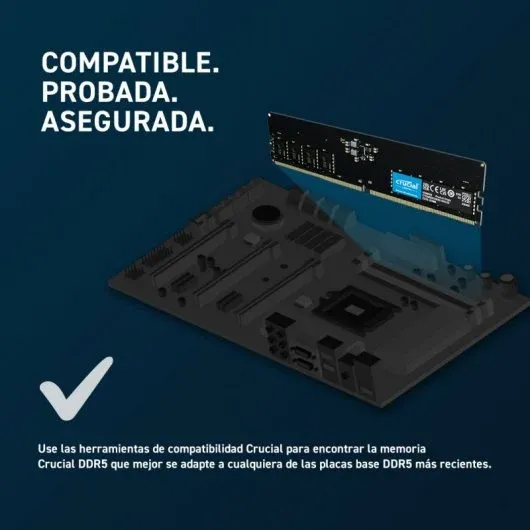 COMPATIBLE.
PROBADA.
ASEGURADA.
crucial
Use las herramientas de compatibilidad Crucial para encontrar la memoria
Crucial DDR5 que mejor se adapte a cualquiera de las placas base DDR5 más recientes.